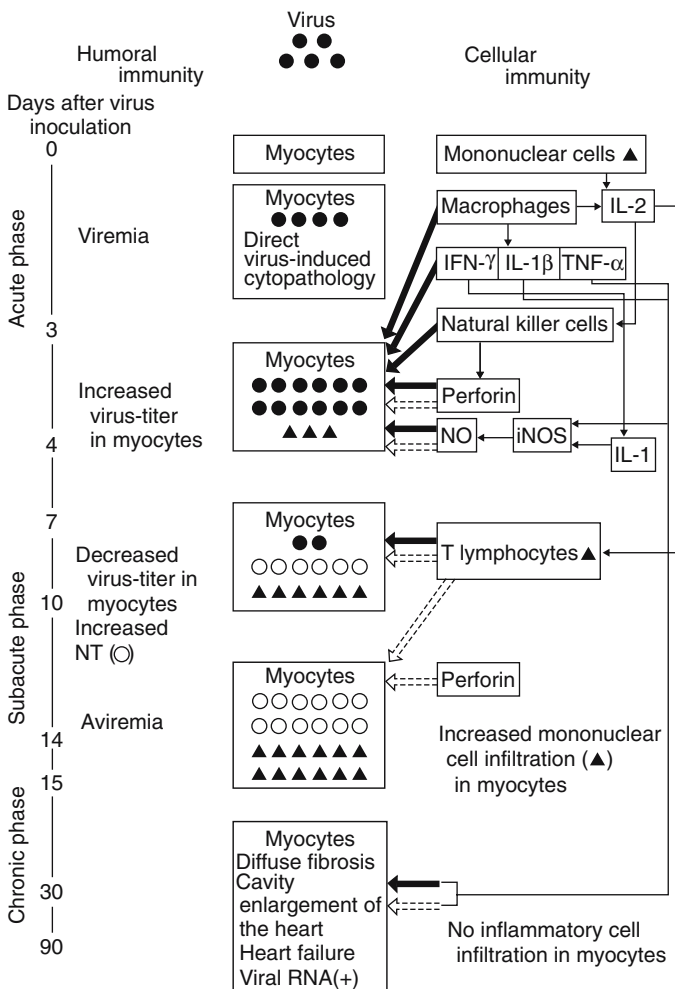 Virus
Humoral
immunity
Cellular
immunity
Days after virus
inoculation
0
3
4
7
10
14
15
30
90
Acute phase
Subacute phase
Chronic phase
Viremia
Increased
virus-titer
in myocytes
Decreased
virus-titer in
myocytes
Increased
NT (○)
Aviremia
Myocytes
Myocytes
Direct
virus-induced
cytopathology
Myocytes
Myocytes
Myocytes
Myocytes
Diffuse fibrosis
Cavity
enlargement of
the heart
Heart failure
Viral RNA(+)
Mononuclear cells ▲
Macrophages
IL-2
IFN-γ
IL-1β
TNF-α
Natural killer cells
Perforin
NO
iNOS
IL-1
T lymphocytes ▲
Perforin
Increased mononuclear
cell infiltration (▲)
in myocytes
No inflammatory cell
infiltration in myocytes